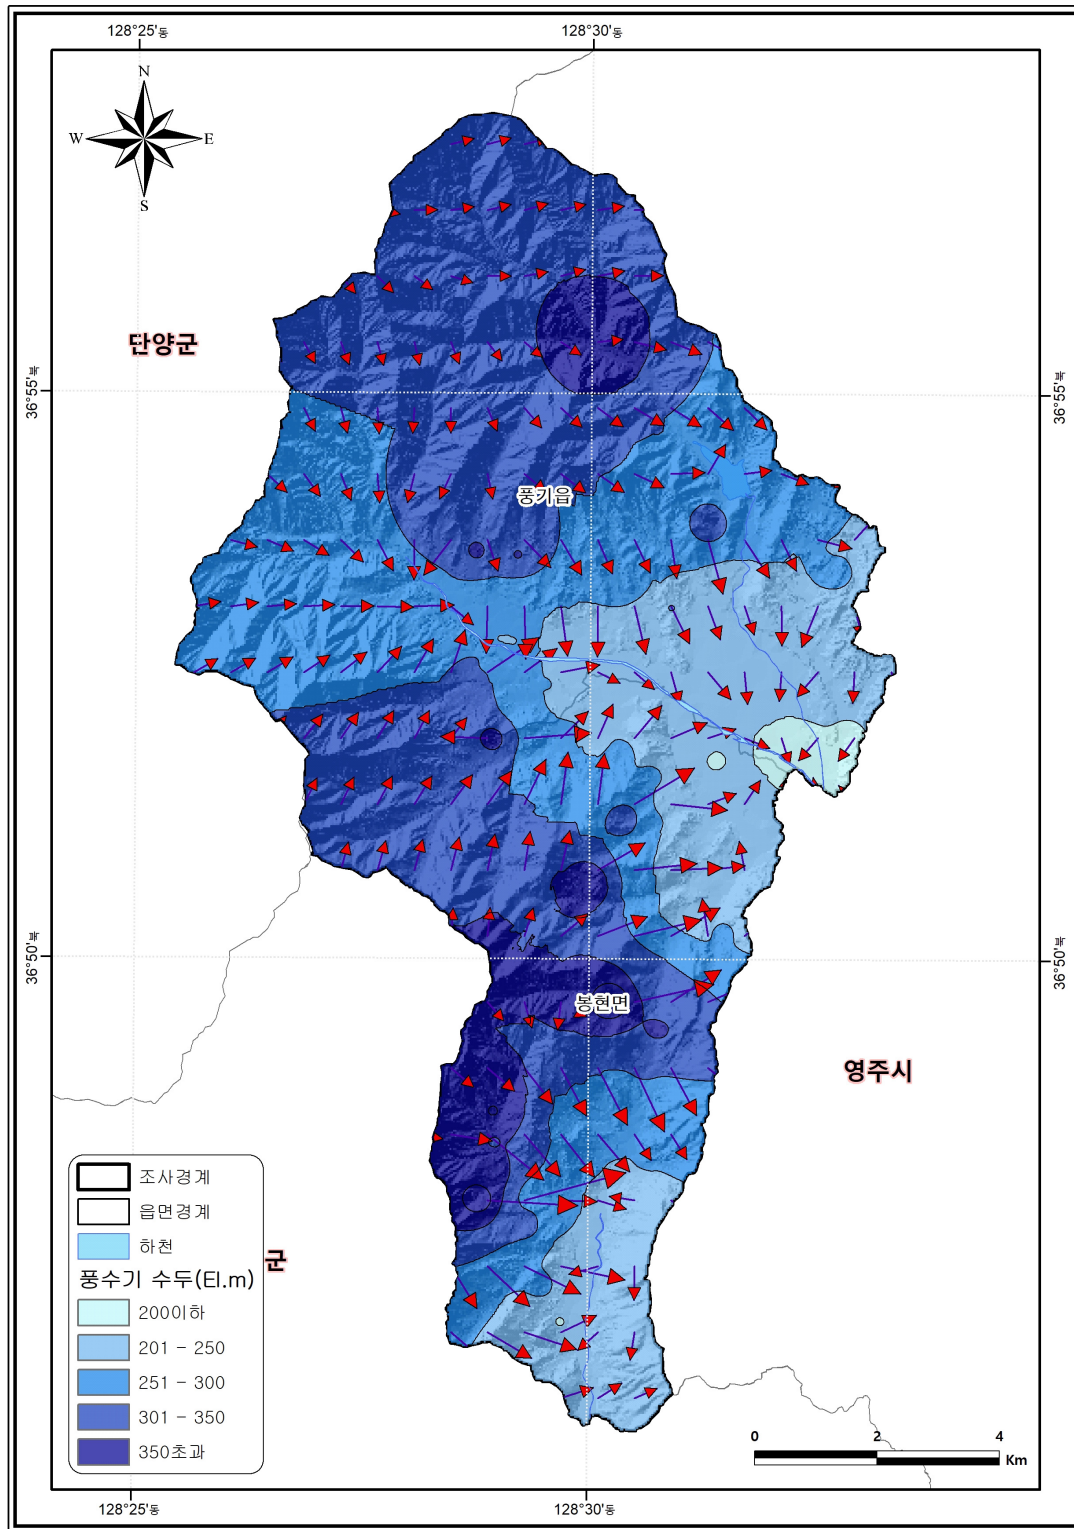 128°25'동
128°30'동
N
W
E
S
단양군
36°55'북
36°55'북
풍기읍
36°50'북
36°50'북
봉현면
영주시
조사경계
읍면경계
하천
군
풍수기 수두(El.m)
200이하
201 - 250
251 - 300
301 - 350
350초과
0
2
4
Km
128°25'동
128°30'동